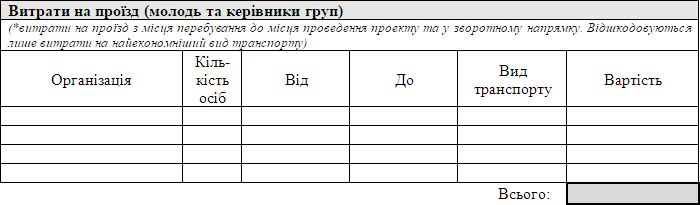 Витрати на проїзд (молодь та керівники груп)
(*витрати на проїзд з місця перебування до місця проведення проекту та у зворотному напрямку. Відшкодовуються
лише витрати на найекономніший вид транспорту)
Організація
Кіль-
кість
осіб
Від
До
Вид
транспорту
Вартість
Всього: